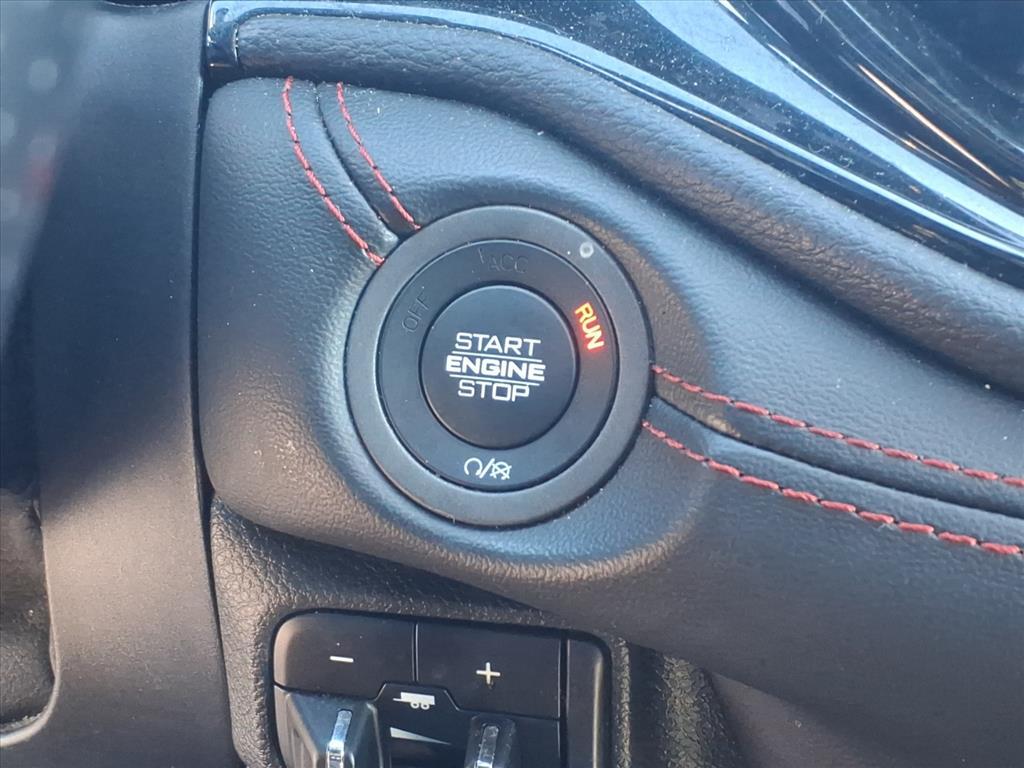 ACC
OFF
RUN
START
ENGINE
STOP
− +